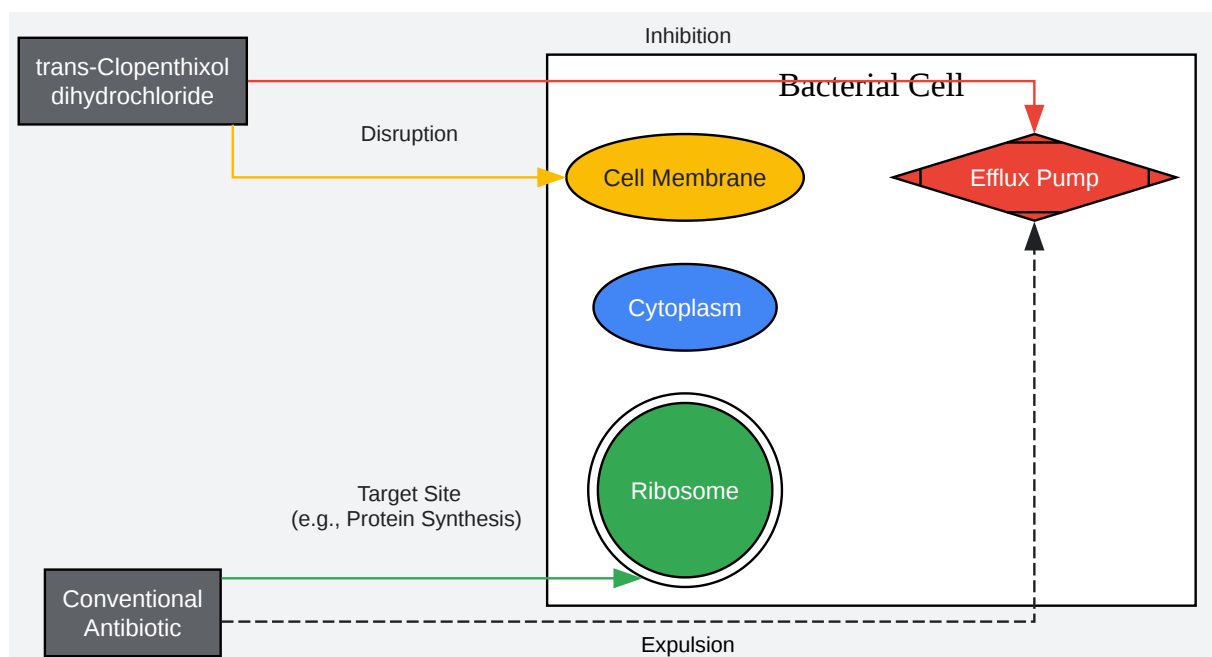 Inhibition
trans-Clopenthixol
dihydrochloride
Bacterial Cell
Disruption
Cell Membrane
Efflux Pump
Cytoplasm
Ribosome
Target Site
(e.g., Protein Synthesis)
Conventional
Antibiotic
Expulsion